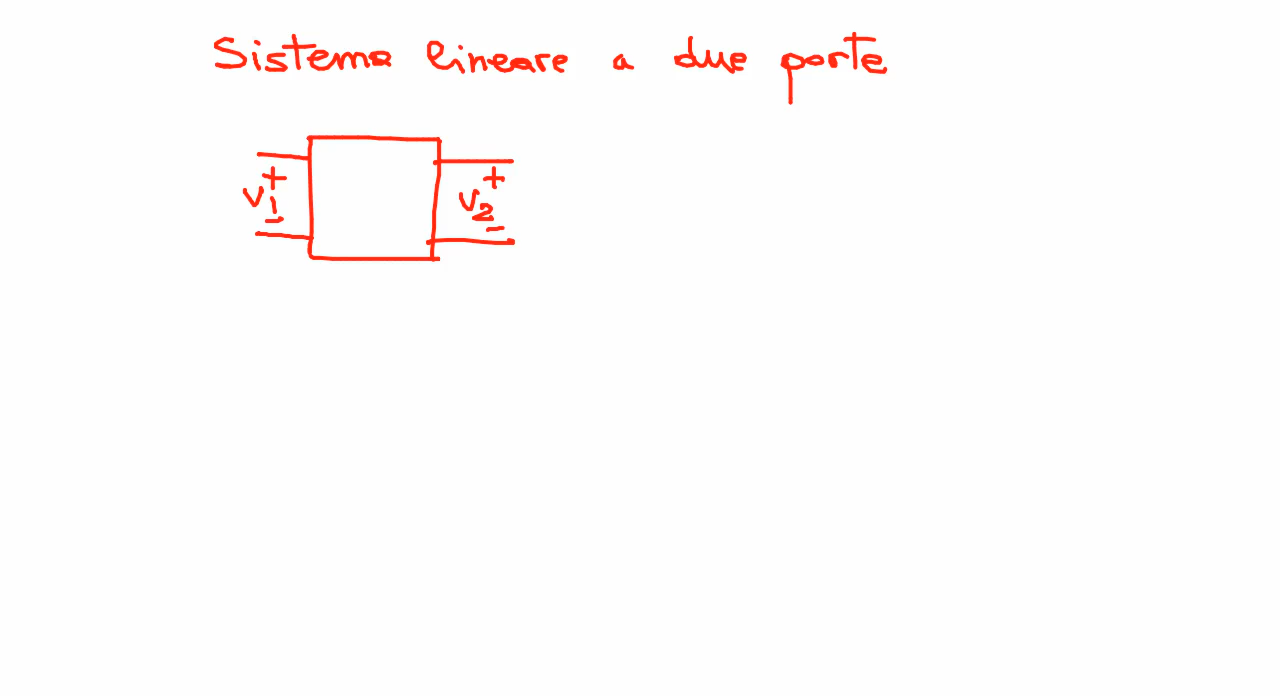 Sistema lineare a due porte
+ +
V1 V2
- -